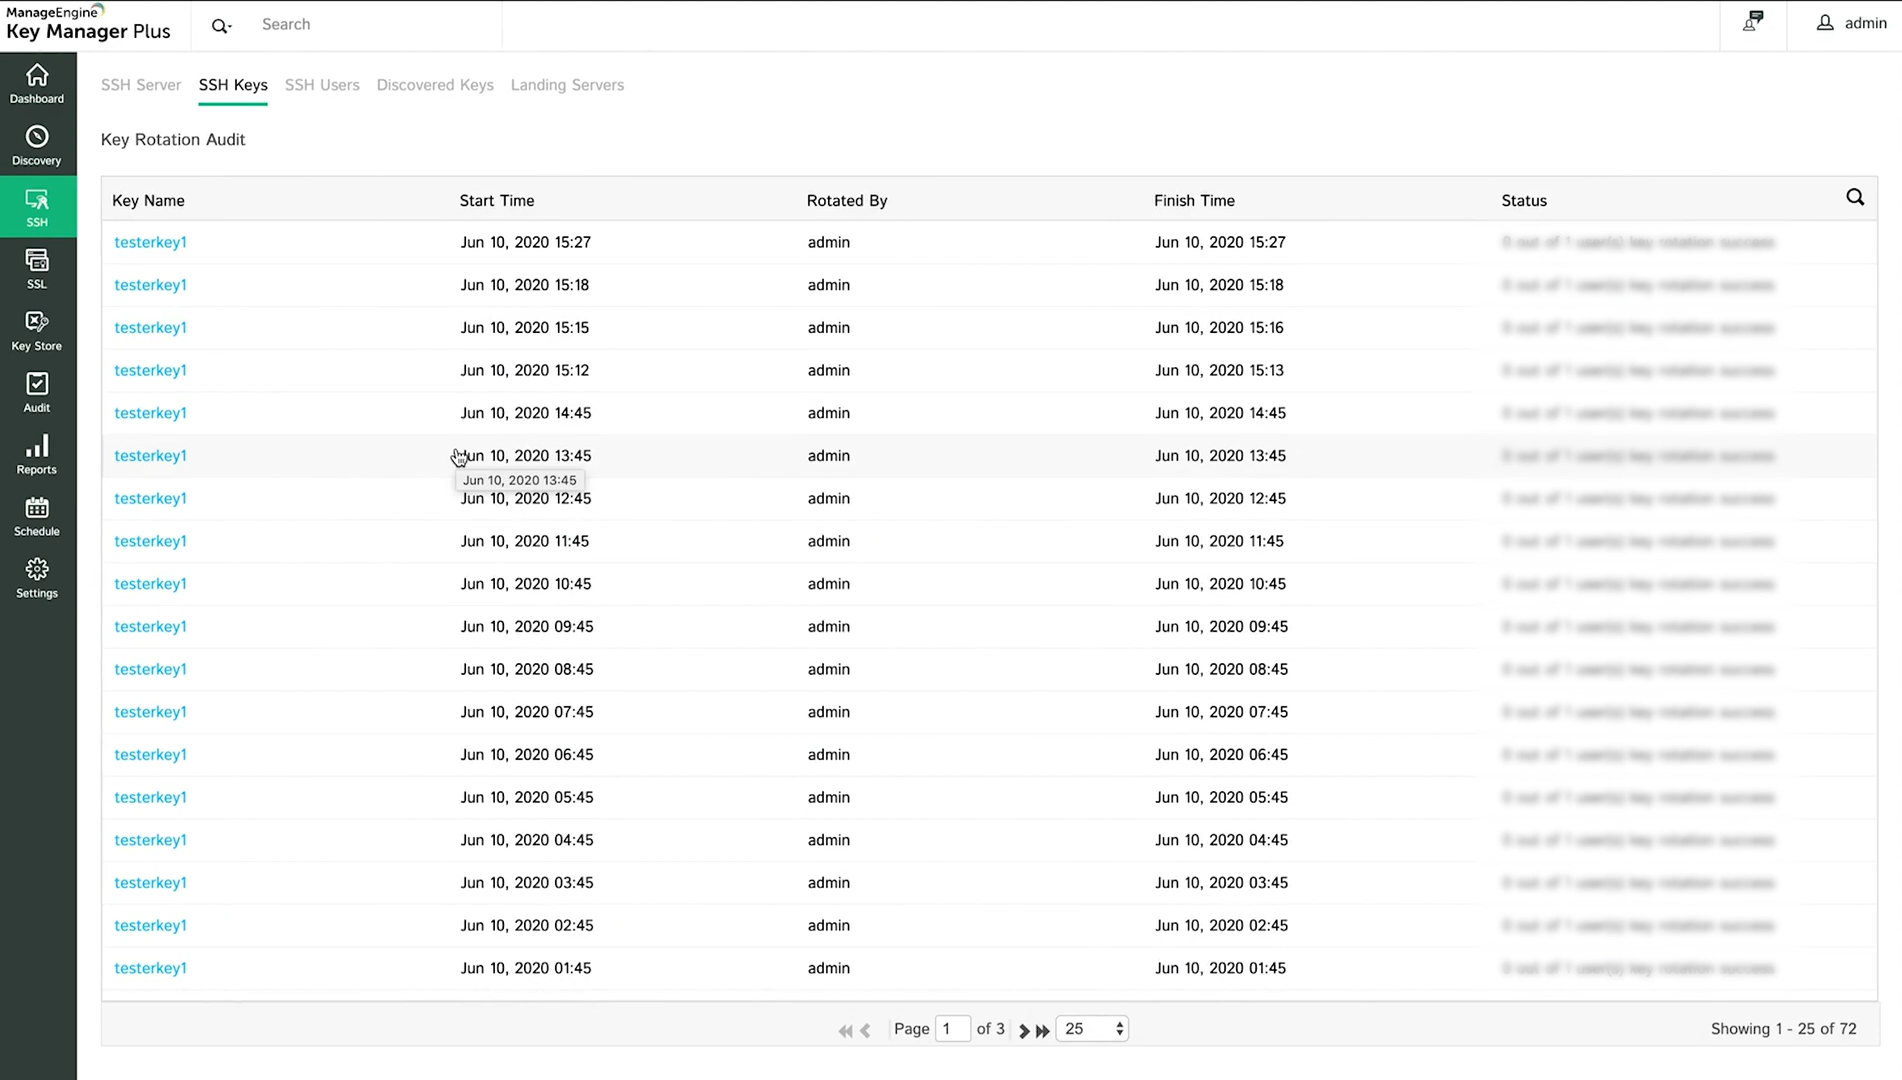 ManageEngine
Key Manager Plus
Search
admin
Dashboard
Discovery
SSH
SSL
Key Store
Audit
Reports
Schedule
Settings
SSH Server SSH Keys SSH Users Discovered Keys Landing Servers
Key Rotation Audit
Key Name Start Time Rotated By Finish Time Status
testerkey1 Jun 10, 2020 15:27 admin Jun 10, 2020 15:27
testerkey1 Jun 10, 2020 15:18 admin Jun 10, 2020 15:18
testerkey1 Jun 10, 2020 15:15 admin Jun 10, 2020 15:16
testerkey1 Jun 10, 2020 15:12 admin Jun 10, 2020 15:13
testerkey1 Jun 10, 2020 14:45 admin Jun 10, 2020 14:45
testerkey1 Jun 10, 2020 13:45 admin Jun 10, 2020 13:45
Jun 10, 2020 13:45
testerkey1 Jun 10, 2020 12:45 admin Jun 10, 2020 12:45
testerkey1 Jun 10, 2020 11:45 admin Jun 10, 2020 11:45
testerkey1 Jun 10, 2020 10:45 admin Jun 10, 2020 10:45
testerkey1 Jun 10, 2020 09:45 admin Jun 10, 2020 09:45
testerkey1 Jun 10, 2020 08:45 admin Jun 10, 2020 08:45
testerkey1 Jun 10, 2020 07:45 admin Jun 10, 2020 07:45
testerkey1 Jun 10, 2020 06:45 admin Jun 10, 2020 06:45
testerkey1 Jun 10, 2020 05:45 admin Jun 10, 2020 05:45
testerkey1 Jun 10, 2020 04:45 admin Jun 10, 2020 04:45
testerkey1 Jun 10, 2020 03:45 admin Jun 10, 2020 03:45
testerkey1 Jun 10, 2020 02:45 admin Jun 10, 2020 02:45
testerkey1 Jun 10, 2020 01:45 admin Jun 10, 2020 01:45
Page 1 of 3 25 Showing 1 - 25 of 72